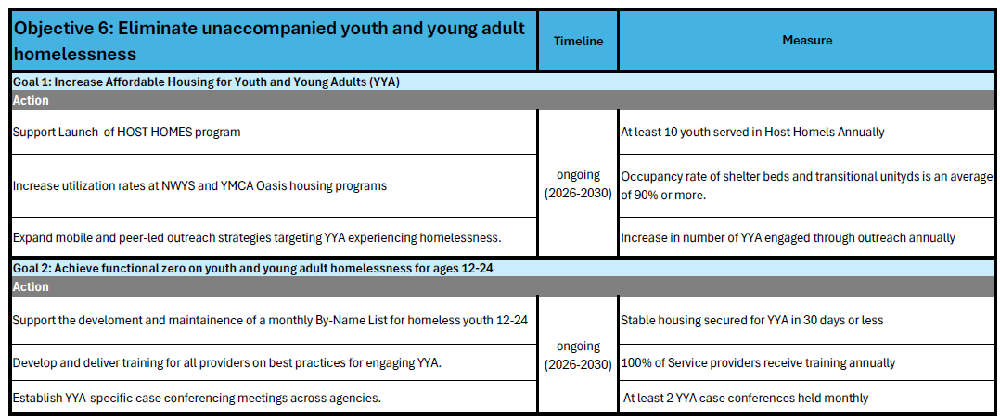 Objective 6: Eliminate unaccompanied youth and young adult
homelessness
Timeline
Measure
Goal 1: Increase Affordable Housing for Youth and Young Adults (YYA)
Action
Support Launch  of HOST HOMES program
At least 10 youth served in Host Homels Annually
Increase utilization rates at NWYS and YMCA Oasis housing programs
ongoing
(2026-2030)
Occupancy rate of shelter beds and transitional unityds is an average
of 90% or more.
Expand mobile and peer-led outreach strategies targeting YYA experiencing homelessness.
Increase in number of YYA engaged through outreach annually
Goal 2: Achieve functional zero on youth and young adult homelessness for ages 12-24
Action
Support the develoment and maintainence of a monthly By-Name List for homeless youth 12-24
Stable housing secured for YYA in 30 days or less
ongoing
(2026-2030)
Develop and deliver training for all providers on best practices for engaging YYA.
100% of Service providers receive training annually
Establish YYA-specific case conferencing meetings across agencies.
At least 2 YYA case conferences held monthly